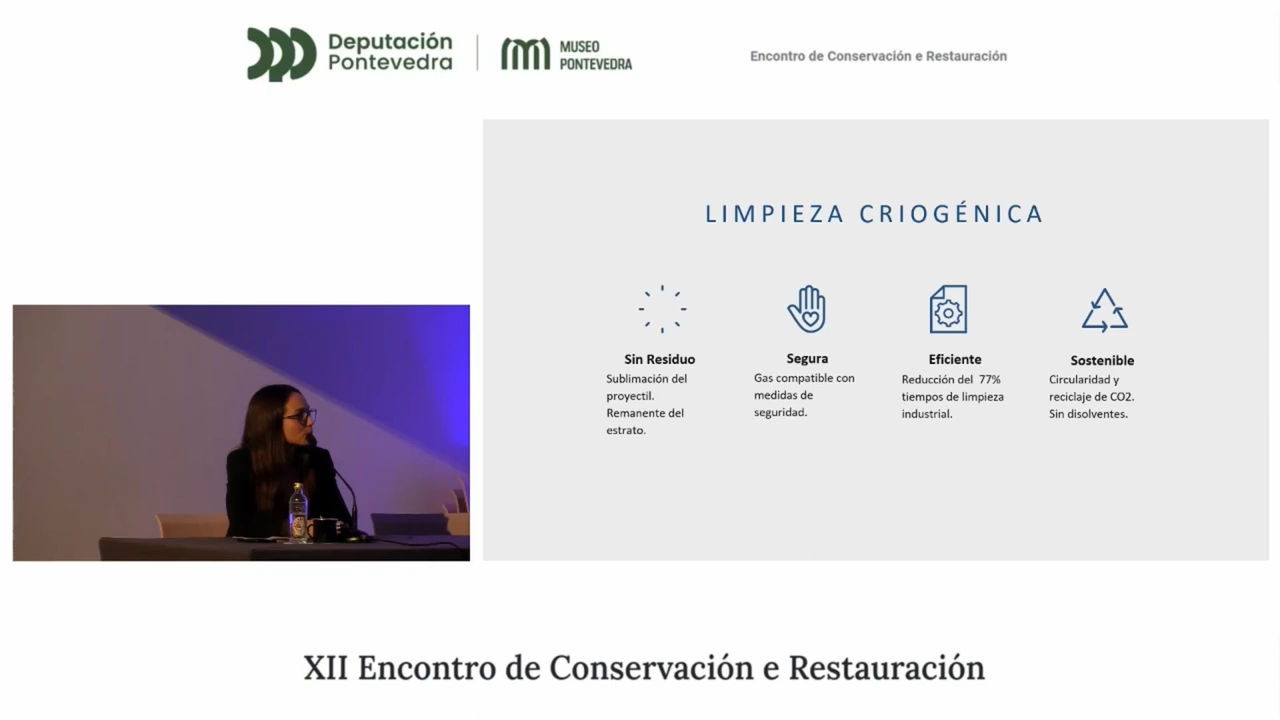 Deputación
Pontevedra
MUSEO
PONTEVEDRA
Encontro de Conservación e Restauración
LIMPIEZA CRIOGÉNICA
Sin Residuo
Sublimación del
proyectil.
Remanente del
estrato.
Segura
Gas compatible con
medidas de
seguridad.
Eficiente
Reducción del 77%
tiempos de limpieza
industrial.
Sostenible
Circularidad y
reciclaje de CO2.
Sin disolventes.
XII Encontro de Conservación e Restauración